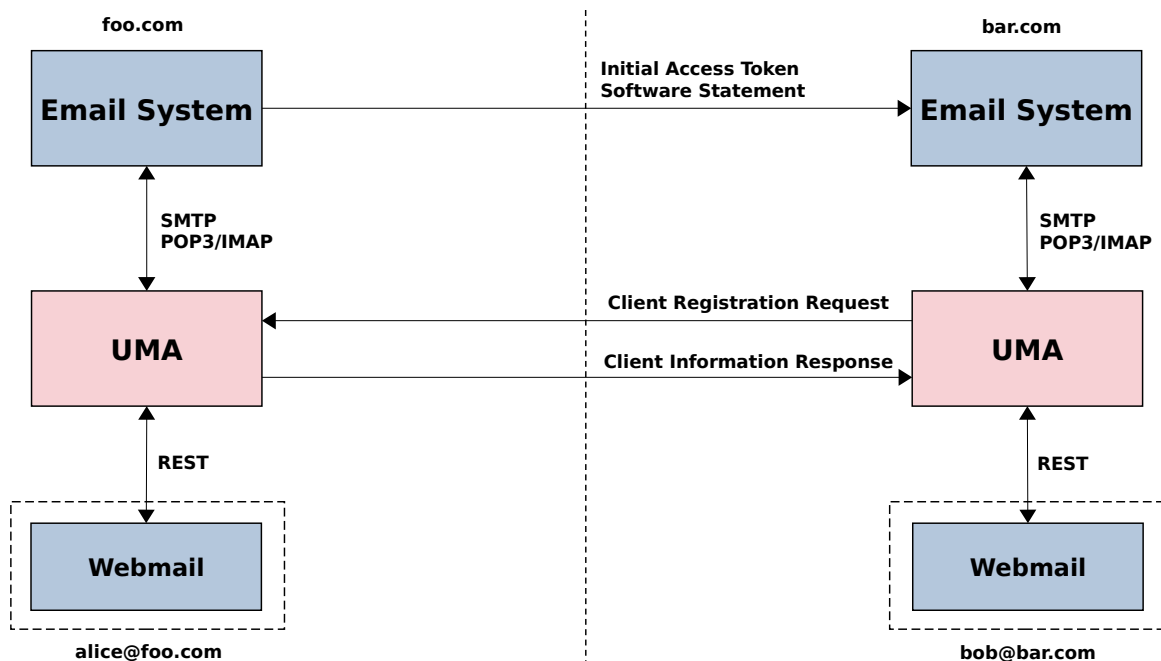 foo.com
bar.com
Initial Access Token
Software Statement
Email System
Email System
SMTP
POP3/IMAP
SMTP
POP3/IMAP
Client Registration Request
UMA
UMA
Client Information Response
REST
REST
Webmail
Webmail
alice@foo.com
bob@bar.com